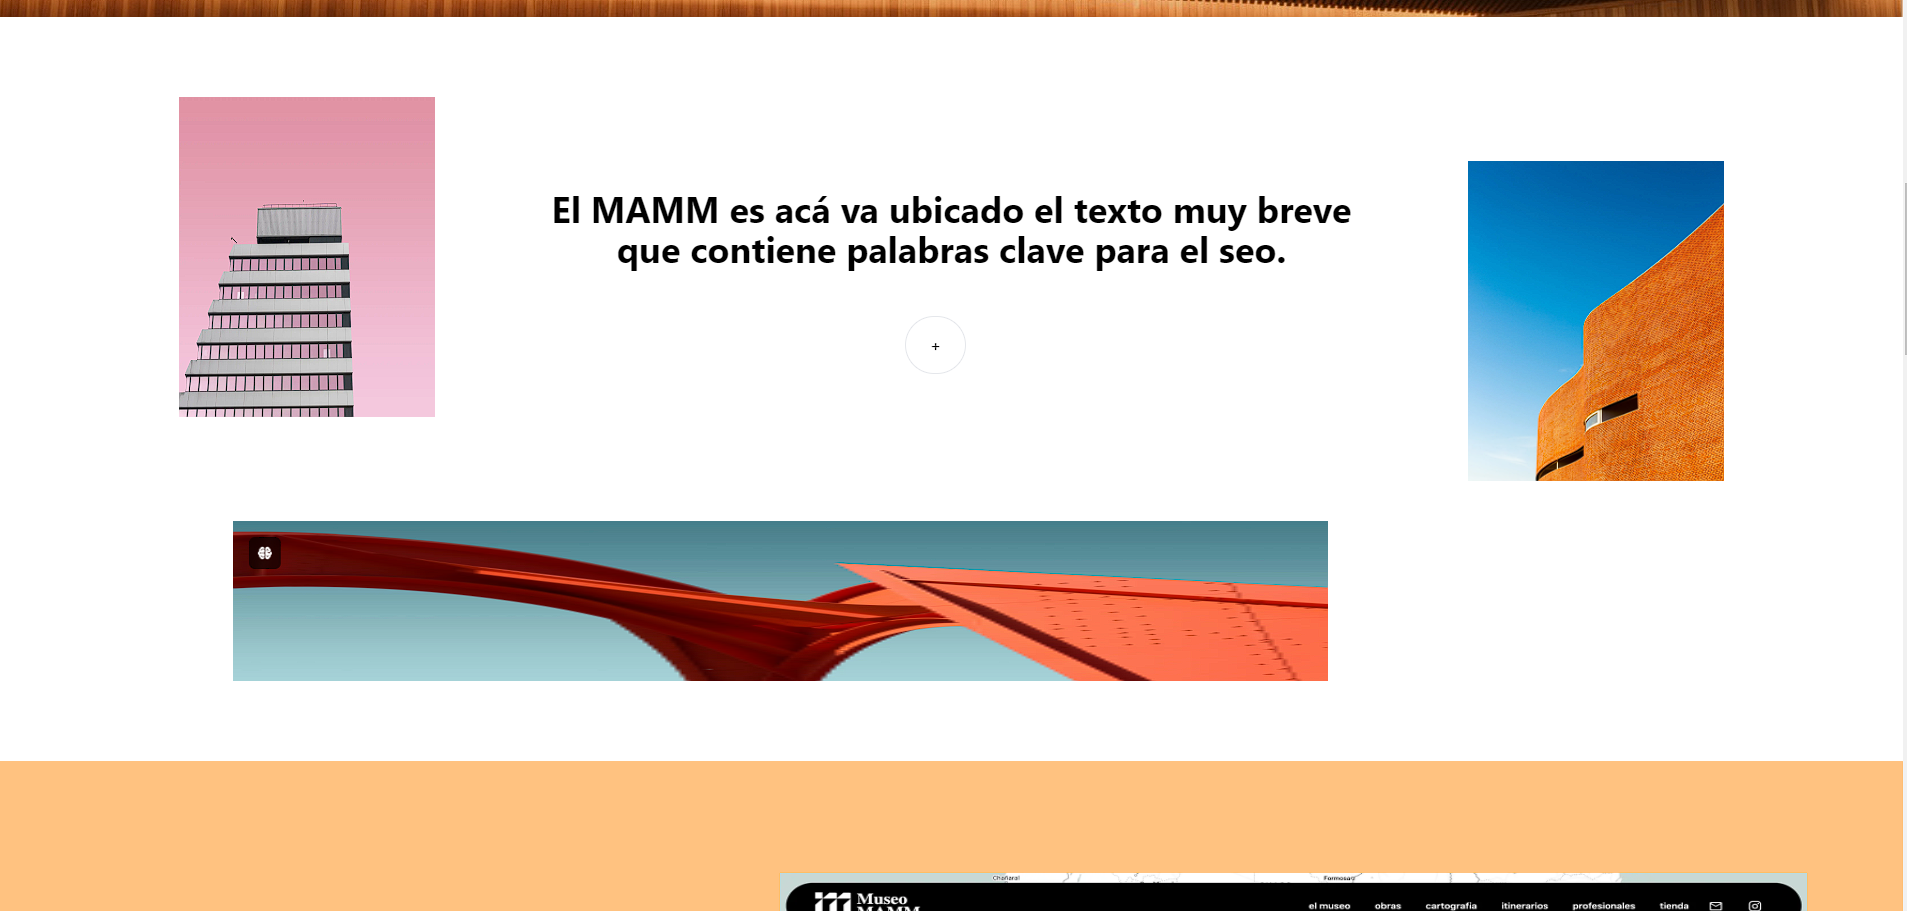 El MAMM es acá va ubicado el texto muy breve
que contiene palabras clave para el seo.
+
Chañaral
Formosa
Museo
MAMM
el museo obras cartografía itinerarios profesionales tienda